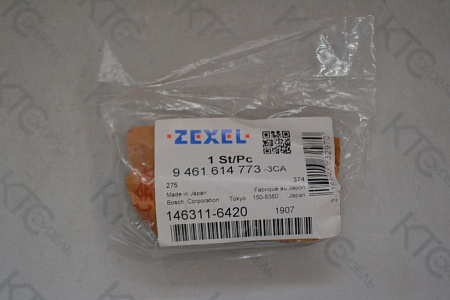 ZEXEL
1 St/Pc
9 461 614 773 -3CA
275 374
Made in Japan Fabriqué au Japon
Bosch Corporation Tokyo 150-8360 Japan
146311-6420 1907
КТС